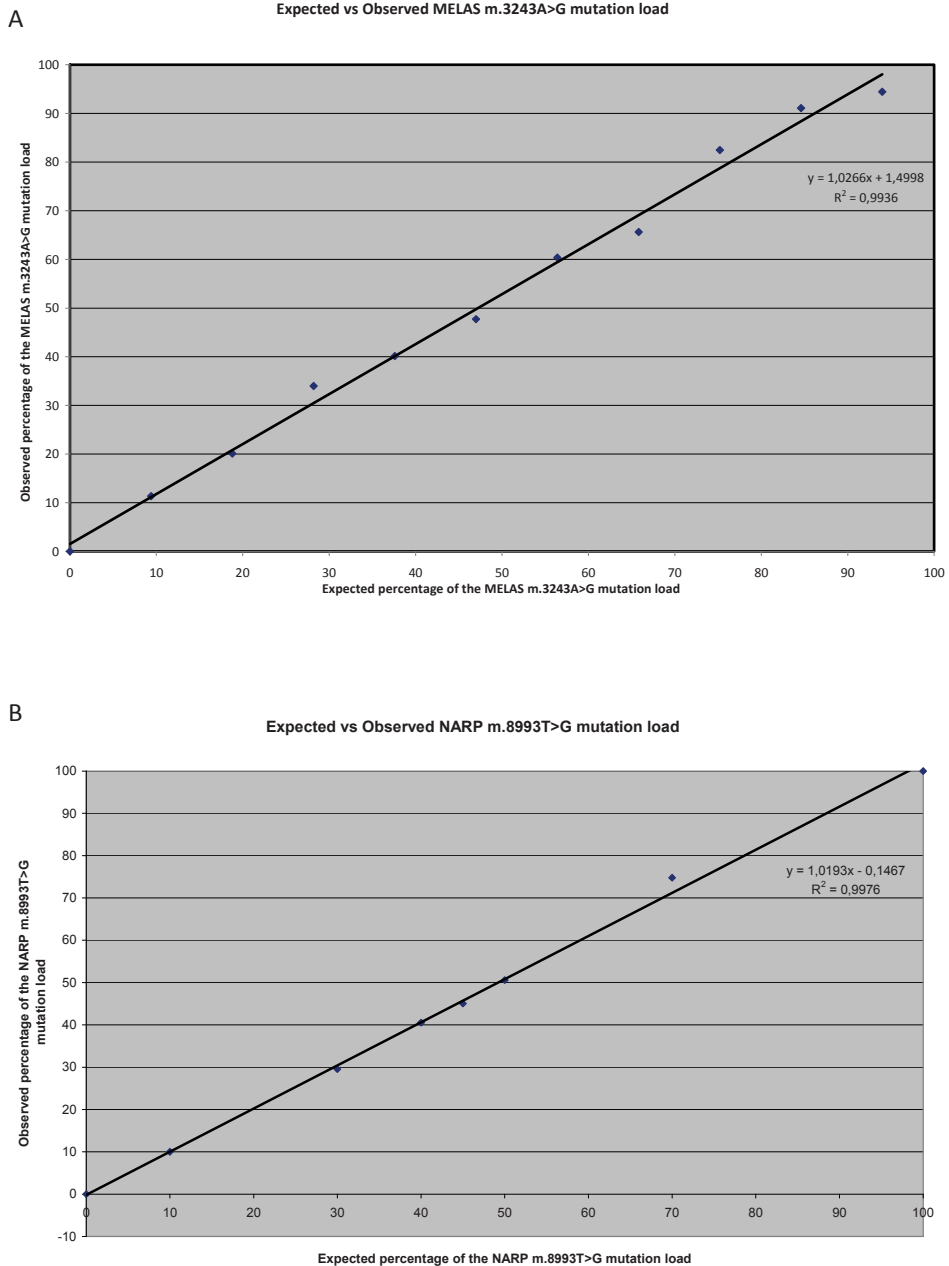 A
Expected vs Observed MELAS m.3243A>G mutation load
Observed percentage of the MELAS m.3243A>G mutation load
100
90
80
70
60
50
40
30
20
10
0
y = 1,0266x + 1,4998
R² = 0,9936
0 10 20 30 40 50 60 70 80 90 100
Expected percentage of the MELAS m.3243A>G mutation load
B
Expected vs Observed NARP m.8993T>G mutation load
Observed percentage of the NARP m.8993T>G
mutation load
100
90
80
70
60
50
40
30
20
10
0
-10
y = 1,0193x - 0,1467
R² = 0,9976
0 10 20 30 40 50 60 70 80 90 100
Expected percentage of the NARP m.8993T>G mutation load